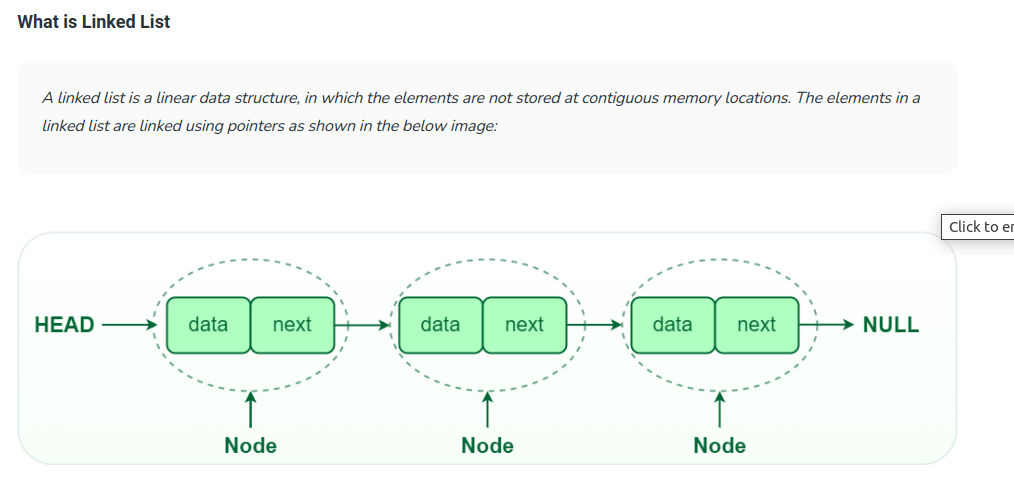 What is Linked List
A linked list is a linear data structure, in which the elements are not stored at contiguous memory locations. The elements in a
linked list are linked using pointers as shown in the below image:
Click to
HEAD data next data next data next NULL
Node Node Node